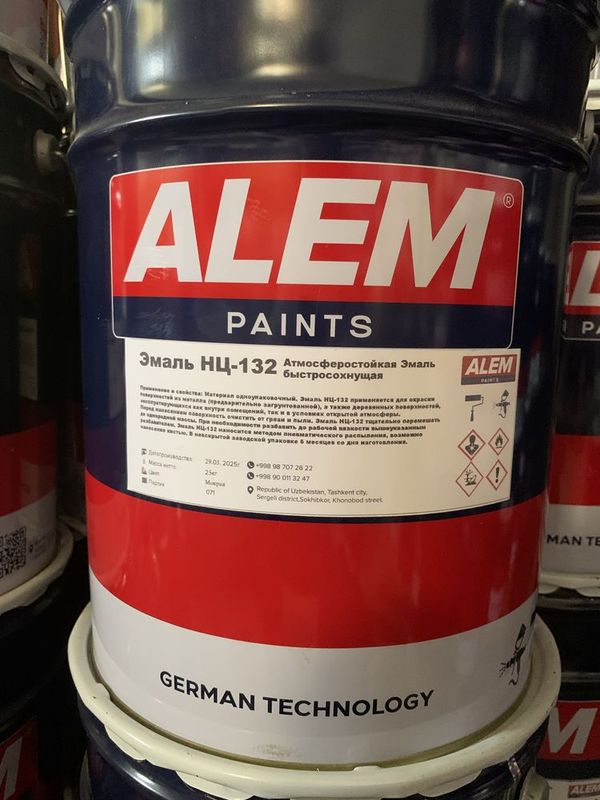 ALEM®
PAINTS
Эмаль НЦ-132 Атмосферостойкая Эмаль
быстросохнущая
ALEM
PAINTS
Применение и свойства: Материал одноупаковочный. Эмаль НЦ-132 применяется для окраски
поверхностей из металла (предварительно загрунтованной), а также деревянных поверхностей,
эксплуатирующихся как внутри помещений, так и в условиях открытой атмосферы.
Перед нанесением поверхность очистить от грязи и пыли. Эмаль НЦ-132 тщательно перемешать
до однородной массы. При необходимости разбавить до рабочей вязкости вышеуказанным
разбавителем. Эмаль НЦ-132 наносится методом пневматического распыления, возможно
нанесение кистью. В невскрытой заводской упаковке 6 месяцев со дня изготовления.
Датопроизводства: 29.03. 2025г.
Масса нетто: 25кг
Цвет: Мокрая
Партия 071
+998 98 707 26 22
+998 90 011 32 47
Republic of Uzbekistan, Tashkent city,
Sergeli district,Sokhibkor, Khonobod street.
GERMAN TECHNOLOGY
MAN TEC
ALEM